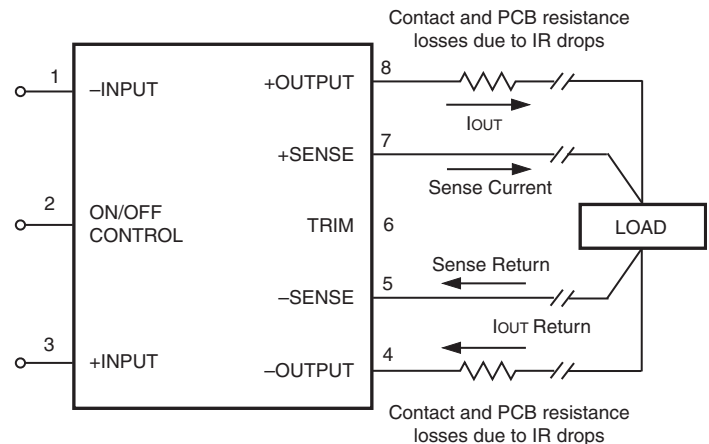 Contact and PCB resistance
losses due to IR drops
1
–INPUT
+OUTPUT
8
IOUT
7
+SENSE
Sense Current
2
ON/OFF
CONTROL
TRIM
6
LOAD
Sense Return
5
–SENSE
IOUT Return
3
+INPUT
4
–OUTPUT
Contact and PCB resistance
losses due to IR drops